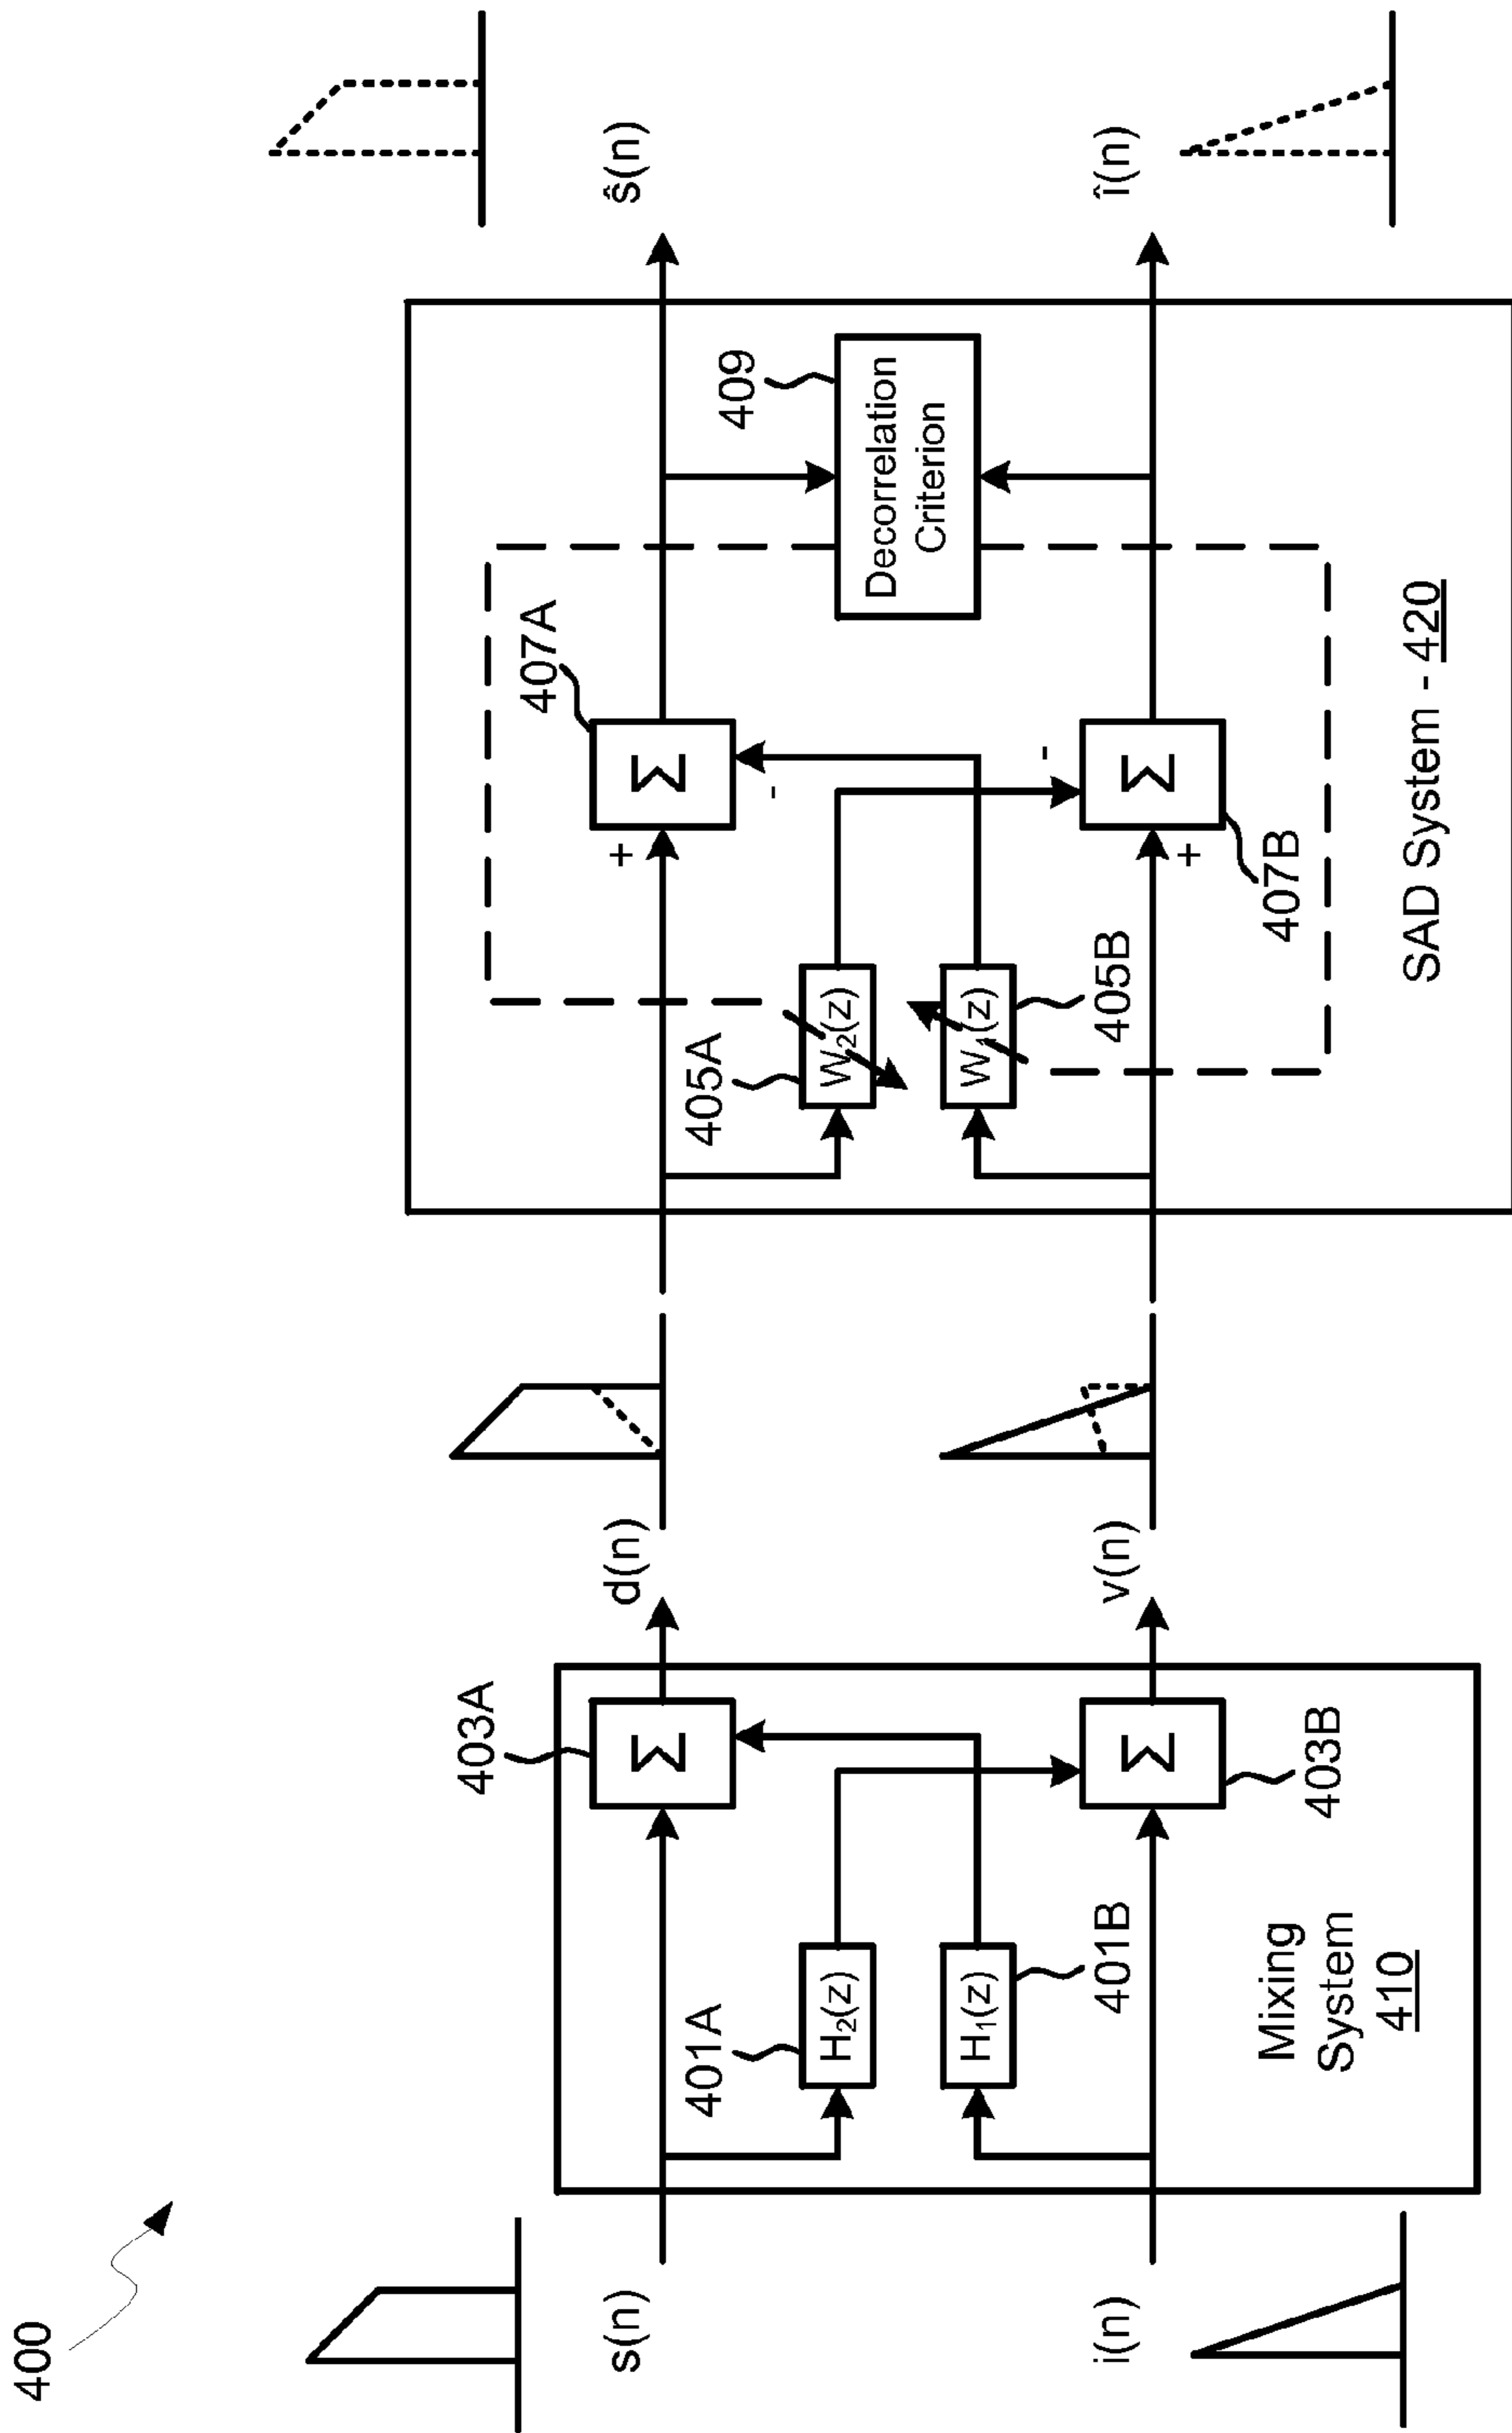 400
s(n)
i(n)
401A
H₂(z)
H₁(z)
401B
403A
Σ
Σ
403B
Mixing
System
410
d(n)
v(n)
405A
W₂(z)
W₁(z)
405B
+
407A
Σ
-
-
Σ
+
407B
409
Decorrelation
Criterion
SAD System - 420
ŝ(n)
î(n)